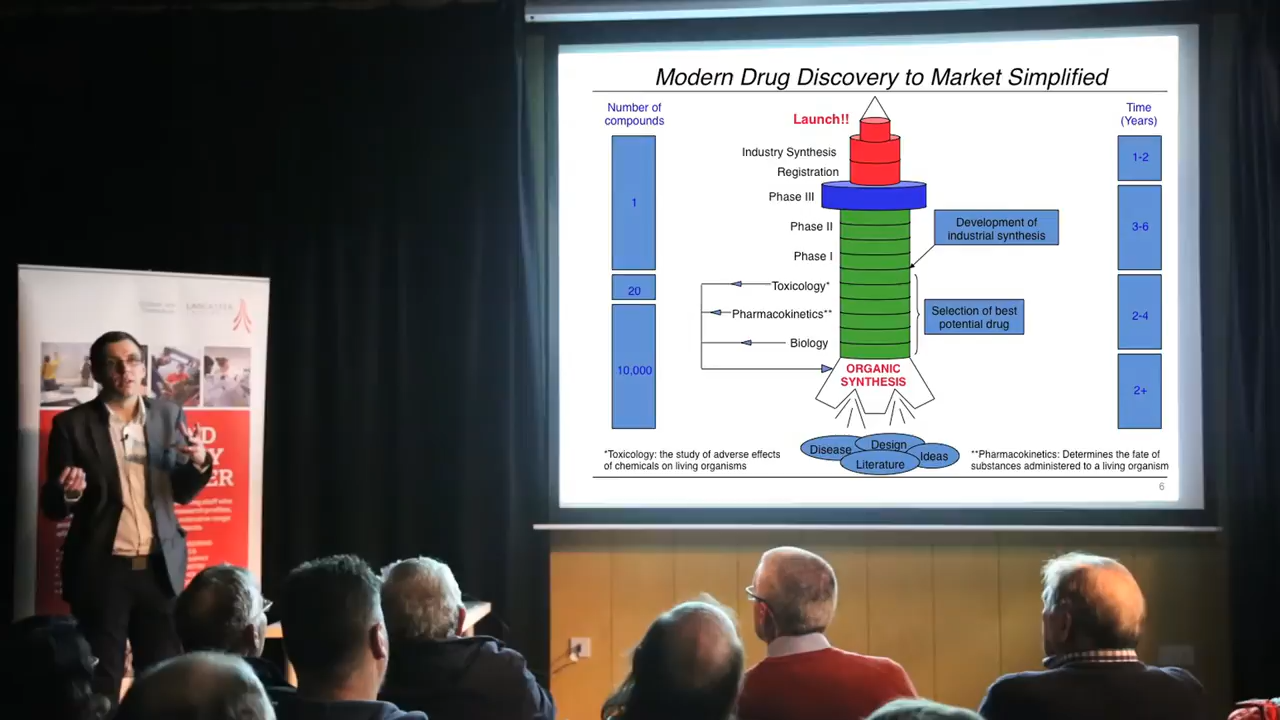 Modern Drug Discovery to Market Simplified
Number of
compounds
1
20
10,000
Launch!!
Industry Synthesis
Registration
Phase III
Phase II
Phase I
Toxicology*
Pharmacokinetics**
Biology
ORGANIC
SYNTHESIS
Development of
industrial synthesis
Selection of best
potential drug
Time
(Years)
1-2
3-6
2-4
2+
Disease
Design
Ideas
Literature
*Toxicology: the study of adverse effects
of chemicals on living organisms
**Pharmacokinetics: Determines the fate of
substances administered to a living organism
6
LANCASTER